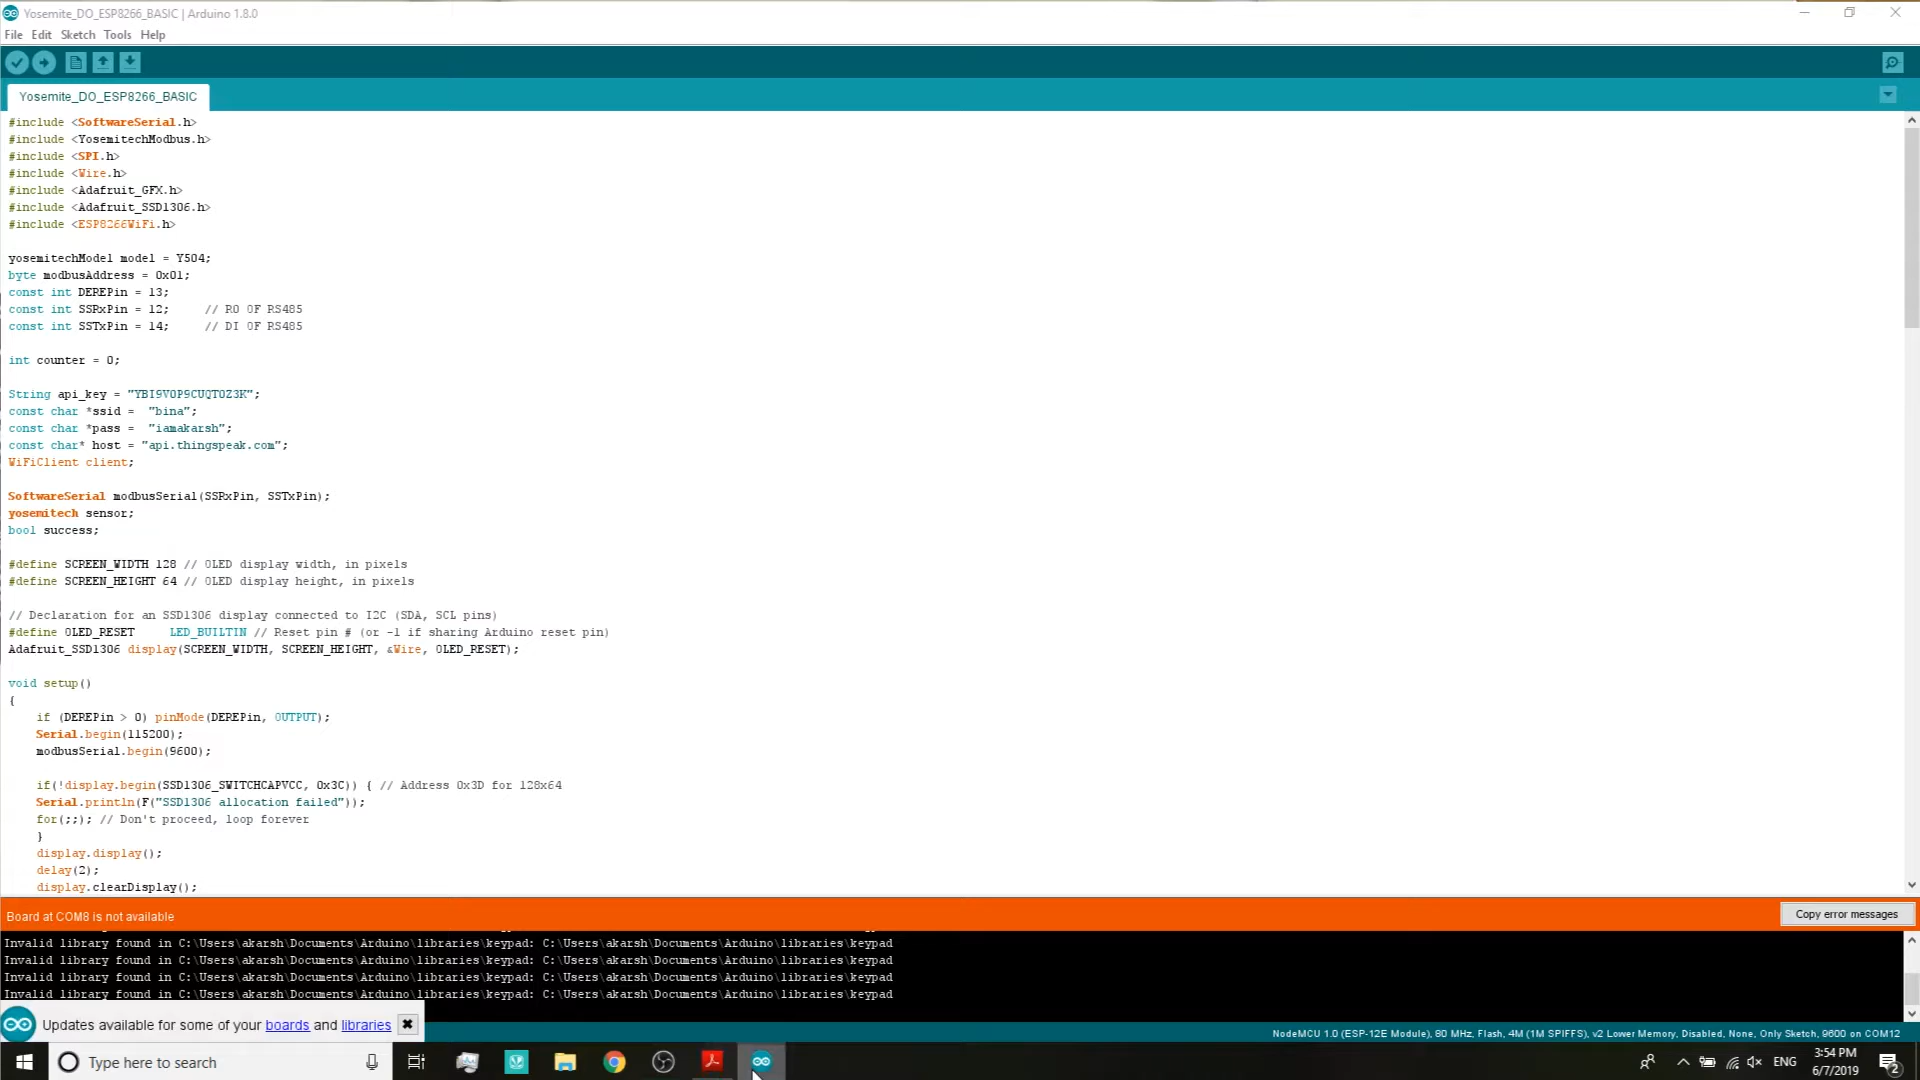 Yosemite_DO_ESP8266_BASIC | Arduino 1.8.0
File Edit Sketch Tools Help
Yosemite_DO_ESP8266_BASIC
#include <SoftwareSerial.h>
#include <YosemitechModbus.h>
#include <SPI.h>
#include <Wire.h>
#include <Adafruit_GFX.h>
#include <Adafruit_SSD1306.h>
#include <ESP8266WiFi.h>
yosemitechModel model = Y504;
byte modbusAddress = 0x01;
const int DEREPin = 13;
const int SSRxPin = 12;     // RO OF RS485
const int SSTxPin = 14;     // DI OF RS485
int counter = 0;
String api_key = "YBI9V0P9CUQT0Z3K";
const char *ssid =  "bina";
const char *pass =  "iamakarsh";
const char* host = "api.thingspeak.com";
WiFiClient client;
SoftwareSerial modbusSerial(SSRxPin, SSTxPin);
yosemitech sensor;
bool success;
#define SCREEN_WIDTH 128 // OLED display width, in pixels
#define SCREEN_HEIGHT 64 // OLED display height, in pixels
// Declaration for an SSD1306 display connected to I2C (SDA, SCL pins)
#define OLED_RESET     LED_BUILTIN // Reset pin # (or -1 if sharing Arduino reset pin)
Adafruit_SSD1306 display(SCREEN_WIDTH, SCREEN_HEIGHT, &Wire, OLED_RESET);
void setup()
{
if (DEREPin > 0) pinMode(DEREPin, OUTPUT);
Serial.begin(115200);
modbusSerial.begin(9600);
if(!display.begin(SSD1306_SWITCHCAPVCC, 0x3C)) { // Address 0x3D for 128x64
Serial.println(F("SSD1306 allocation failed"));
for(;;); // Don't proceed, loop forever
}
display.display();
delay(2);
display.clearDisplay();
Board at COM8 is not available
Copy error messages
Invalid library found in C:\Users\akarsh\Documents\Arduino\libraries\keypad: C:\Users\akarsh\Documents\Arduino\libraries\keypad
Invalid library found in C:\Users\akarsh\Documents\Arduino\libraries\keypad: C:\Users\akarsh\Documents\Arduino\libraries\keypad
Invalid library found in C:\Users\akarsh\Documents\Arduino\libraries\keypad: C:\Users\akarsh\Documents\Arduino\libraries\keypad
Invalid library found in C:\Users\akarsh\Documents\Arduino\libraries\keypad: C:\Users\akarsh\Documents\Arduino\libraries\keypad
Updates available for some of your boards and libraries
NodeMCU 1.0 (ESP-12E Module), 80 MHz, Flash, 4M (1M SPIFFS), v2 Lower Memory, Disabled, None, Only Sketch, 9600 on COM12
Type here to search
ENG
3:54 PM
6/7/2019
2